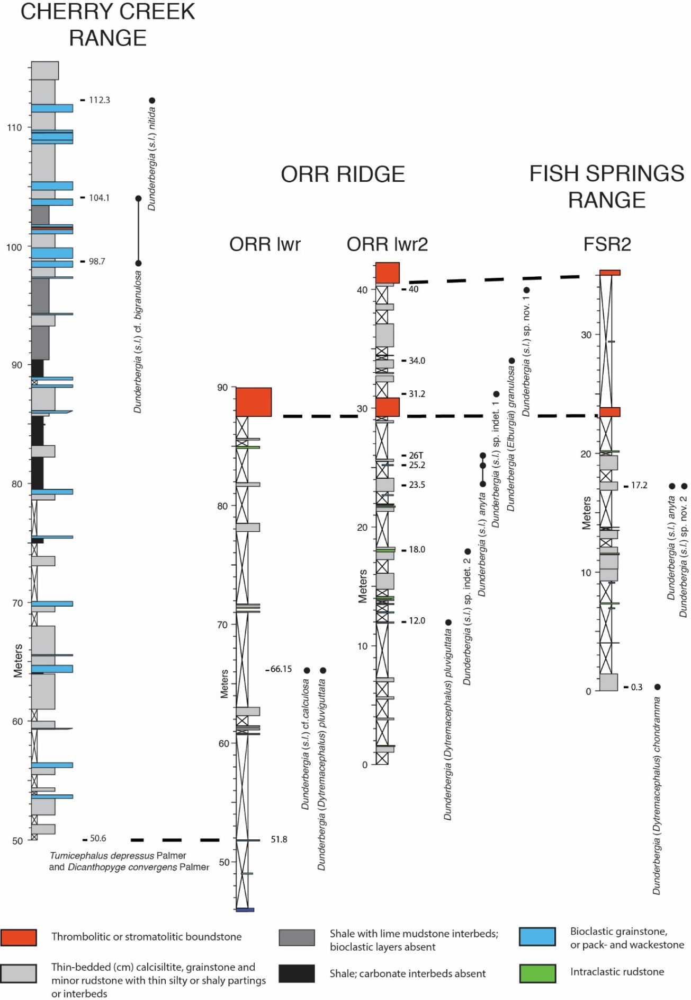 CHERRY CREEK
RANGE
112.3
110
104.1
100
98.7
90
80
70
60
50
Meters
50.6
Dunderbergia (s.l.) nitida
Dunderbergia (s.l.) cf. bigranulosa
Tumicephalus depressus Palmer
and Dicanthopyge convergens Palmer
ORR RIDGE
ORR lwr
90
80
70
60
50
Meters
66.15
51.8
Dunderbergia (s.l.) cf.calculosa
Dunderbergia (Dytremacephalus) pluviguttata
ORR lwr2
40
30
20
10
0
Meters
40
34.0
31.2
26T
25.2
23.5
18.0
12.0
Dunderbergia (Dytremacephalus) pluviguttata
Dunderbergia (s.l.) sp. indet. 2
Dunderbergia (s.l.) anyta
Dunderbergia (s.l.) sp. indet. 1
Dunderbergia (Elburgia) granulosa
Dunderbergia (s.l.) sp. nov. 1
FISH SPRINGS
RANGE
FSR2
30
20
10
0
Meters
17.2
0.3
Dunderbergia (Dytremacephalus) chondramma
Dunderbergia (s.l.) anyta
Dunderbergia (s.l.) sp. nov. 2
Thrombolitic or stromatolitic boundstone
Thin-bedded (cm) calcisiltite, grainstone and
minor rudstone with thin silty or shaly partings
or interbeds
Shale with lime mudstone interbeds;
bioclastic layers absent
Shale; carbonate interbeds absent
Bioclastic grainstone,
or pack- and wackestone
Intraclastic rudstone